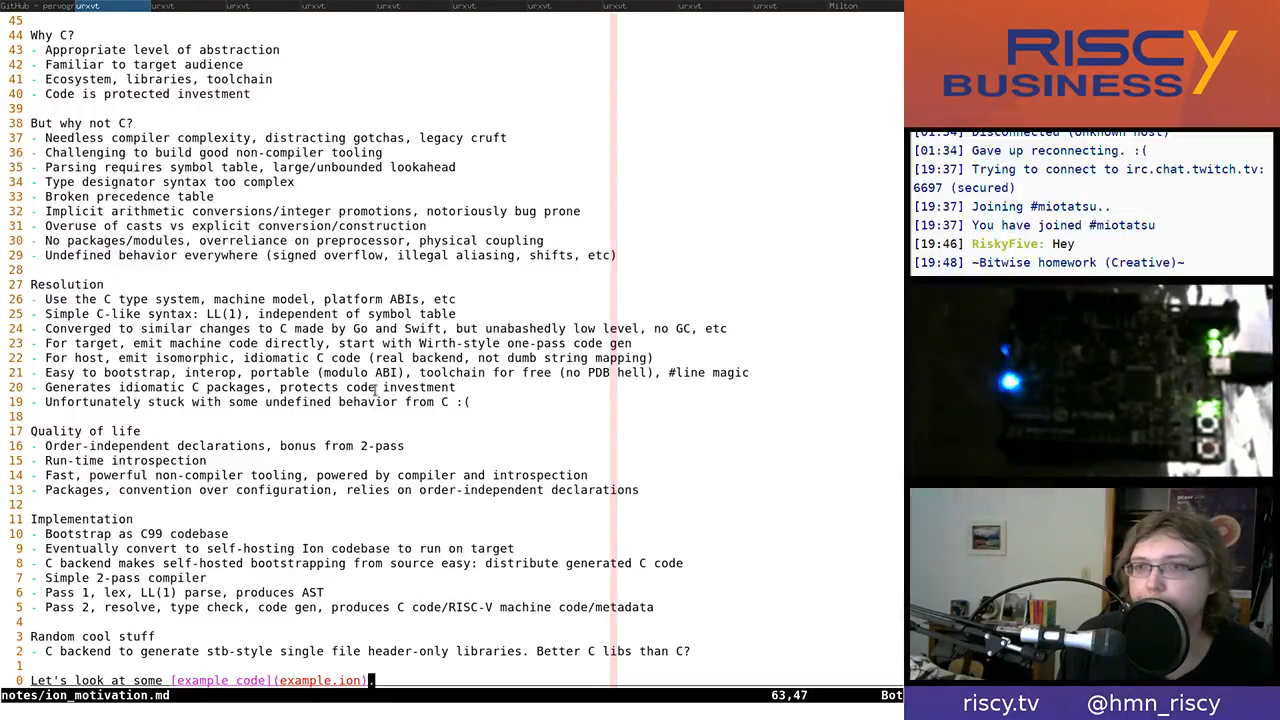 GitHub - pervogr urxvt urxvt urxvt urxvt urxvt urxvt urxvt urxvt urxvt urxvt Milton
45
44 Why C?
43 - Appropriate level of abstraction
42 - Familiar to target audience
41 - Ecosystem, libraries, toolchain
40 - Code is protected investment
39
38 But why not C?
37 - Needless compiler complexity, distracting gotchas, legacy cruft
36 - Challenging to build good non-compiler tooling
35 - Parsing requires symbol table, large/unbounded lookahead
34 - Type designator syntax too complex
33 - Broken precedence table
32 - Implicit arithmetic conversions/integer promotions, notoriously bug prone
31 - Overuse of casts vs explicit conversion/construction
30 - No packages/modules, overreliance on preprocessor, physical coupling
29 - Undefined behavior everywhere (signed overflow, illegal aliasing, shifts, etc)
28
27 Resolution
26 - Use the C type system, machine model, platform ABIs, etc
25 - Simple C-like syntax: LL(1), independent of symbol table
24 - Converged to similar changes to C made by Go and Swift, but unabashedly low level, no GC, etc
23 - For target, emit machine code directly, start with Wirth-style one-pass code gen
22 - For host, emit isomorphic, idiomatic C code (real backend, not dumb string mapping)
21 - Easy to bootstrap, interop, portable (modulo ABI), toolchain for free (no PDB hell), #line magic
20 - Generates idiomatic C packages, protects code investment
19 - Unfortunately stuck with some undefined behavior from C :(
18
17 Quality of life
16 - Order-independent declarations, bonus from 2-pass
15 - Run-time introspection
14 - Fast, powerful non-compiler tooling, powered by compiler and introspection
13 - Packages, convention over configuration, relies on order-independent declarations
12
11 Implementation
10 - Bootstrap as C99 codebase
9 - Eventually convert to self-hosting Ion codebase to run on target
8 - C backend makes self-hosted bootstrapping from source easy: distribute generated C code
7 - Simple 2-pass compiler
6 - Pass 1, lex, LL(1) parse, produces AST
5 - Pass 2, resolve, type check, code gen, produces C code/RISC-V machine code/metadata
4
3 Random cool stuff
2 - C backend to generate stb-style single file header-only libraries. Better C libs than C?
1
0 Let's look at some [example code](example.ion).
notes/ion_motivation.md 63,47 Bot
RISCY
BUSINESS
[01:34] Disconnected (Unknown host)
[01:34] Gave up reconnecting. :(
[19:37] Trying to connect to irc.chat.twitch.tv:
6697 (secured)
[19:37] Joining #miotatsu..
[19:37] You have joined #miotatsu
[19:46] RiskyFive: Hey
[19:48] ~Bitwise homework (Creative)~
riscy.tv @hmn_riscy